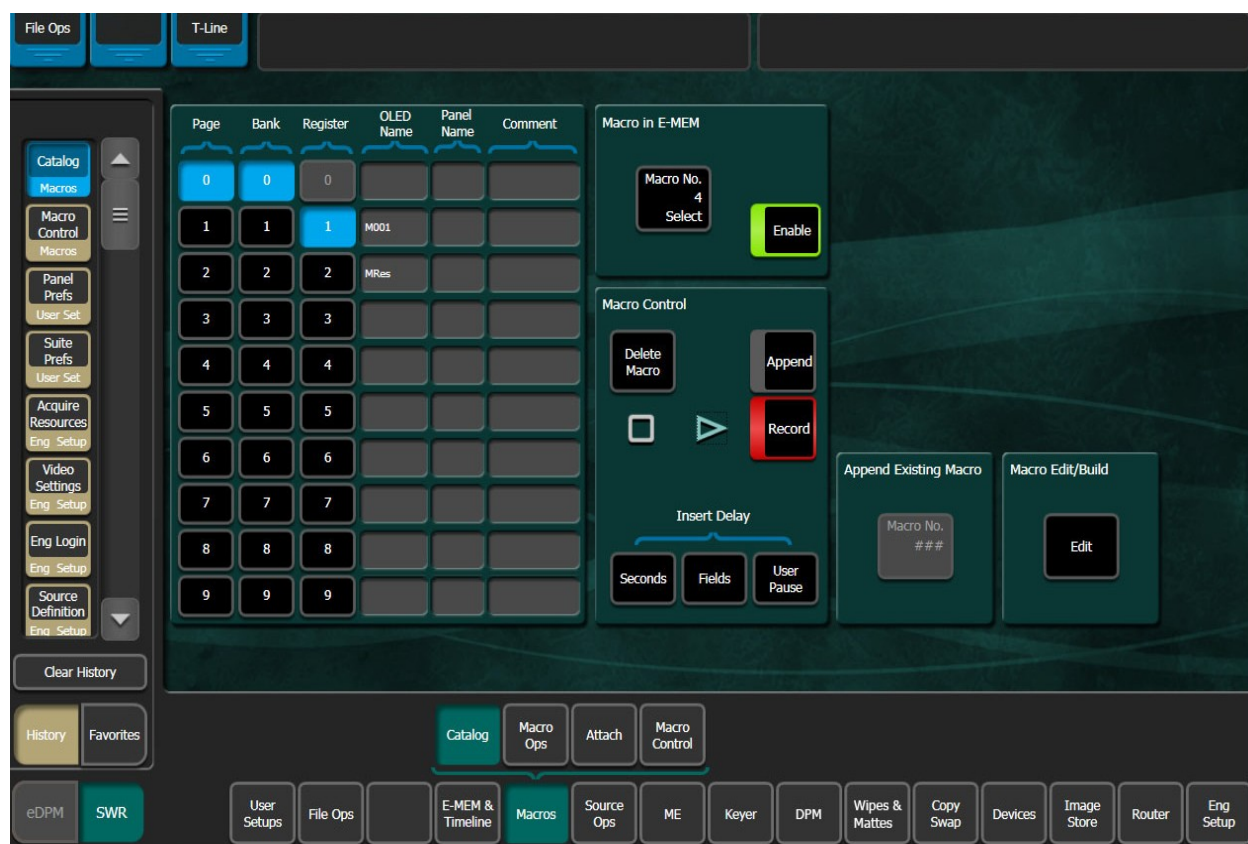 File Ops
T-Line
Page Bank Register OLED Name Panel Name Comment
0 0 0
1 1 1 M001
2 2 2 MRes
3 3 3
4 4 4
5 5 5
6 6 6
7 7 7
8 8 8
9 9 9
Catalog
Macros
Macro
Control
Macros
Panel
Prefs
User Set
Suite
Prefs
User Set
Acquire
Resources
Eng Setup
Video
Settings
Eng Setup
Eng Login
Eng Setup
Source
Definition
Eng Setup
Clear History
History Favorites
eDPM SWR
Macro in E-MEM
Macro No.
4
Select
Enable
Macro Control
Delete
Macro
Append
Record
Insert Delay
Seconds Fields User Pause
Append Existing Macro
Macro No.
###
Macro Edit/Build
Edit
Catalog Macro Ops Attach Macro Control
User Setups File Ops E-MEM & Timeline Macros Source Ops ME Keyer DPM Wipes & Mattes Copy Swap Devices Image Store Router Eng Setup